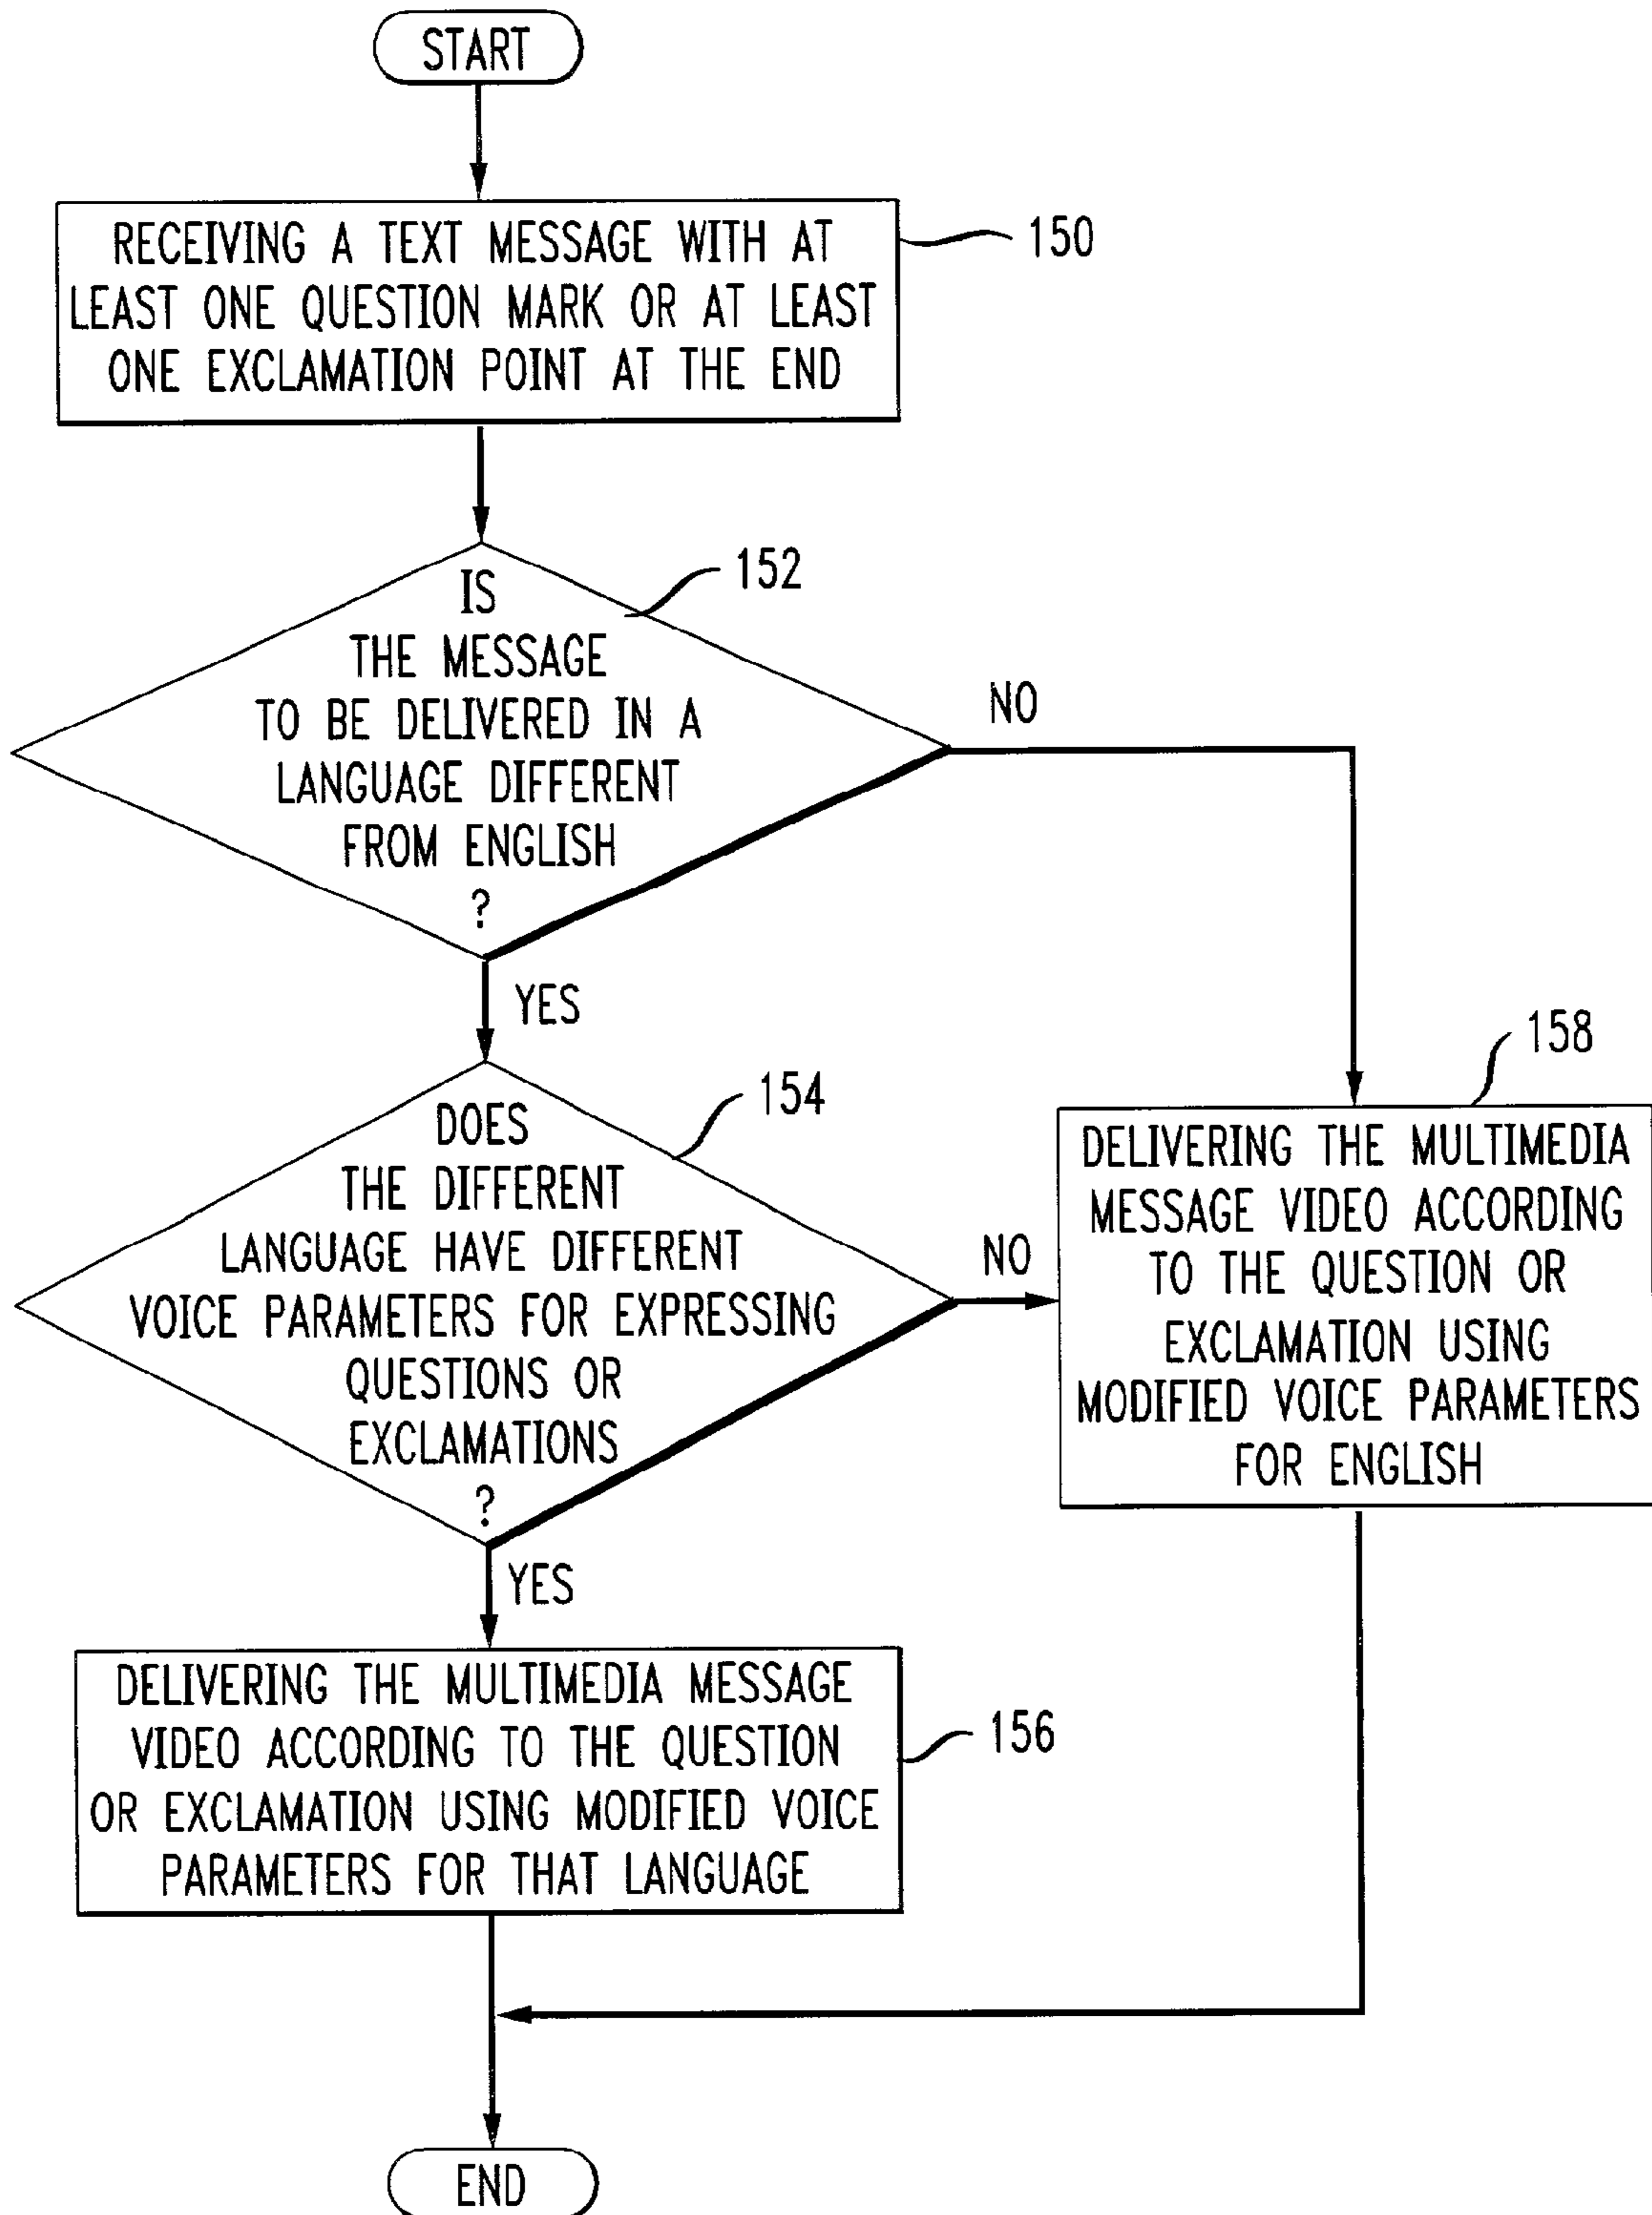 START
RECEIVING A TEXT MESSAGE WITH AT
LEAST ONE QUESTION MARK OR AT LEAST
ONE EXCLAMATION POINT AT THE END
150
IS
THE MESSAGE
TO BE DELIVERED IN A
LANGUAGE DIFFERENT
FROM ENGLISH
?
152
NO
YES
DOES
THE DIFFERENT
LANGUAGE HAVE DIFFERENT
VOICE PARAMETERS FOR EXPRESSING
QUESTIONS OR
EXCLAMATIONS
?
154
NO
YES
158
DELIVERING THE MULTIMEDIA
MESSAGE VIDEO ACCORDING
TO THE QUESTION OR
EXCLAMATION USING
MODIFIED VOICE PARAMETERS
FOR ENGLISH
DELIVERING THE MULTIMEDIA MESSAGE
VIDEO ACCORDING TO THE QUESTION
OR EXCLAMATION USING MODIFIED VOICE
PARAMETERS FOR THAT LANGUAGE
156
END